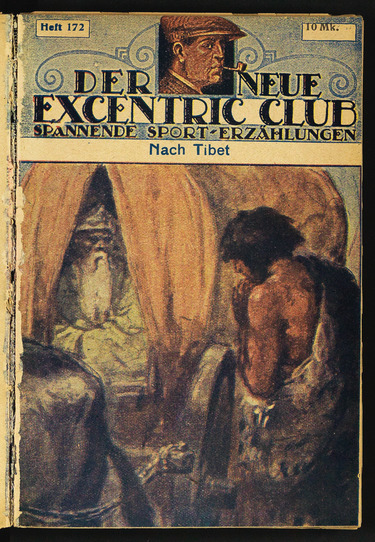 Heft 172
10 Mk.
DER NEUE
EXCENTRIC CLUB
SPANNENDE SPORT-ERZÄHLUNGEN
Nach Tibet